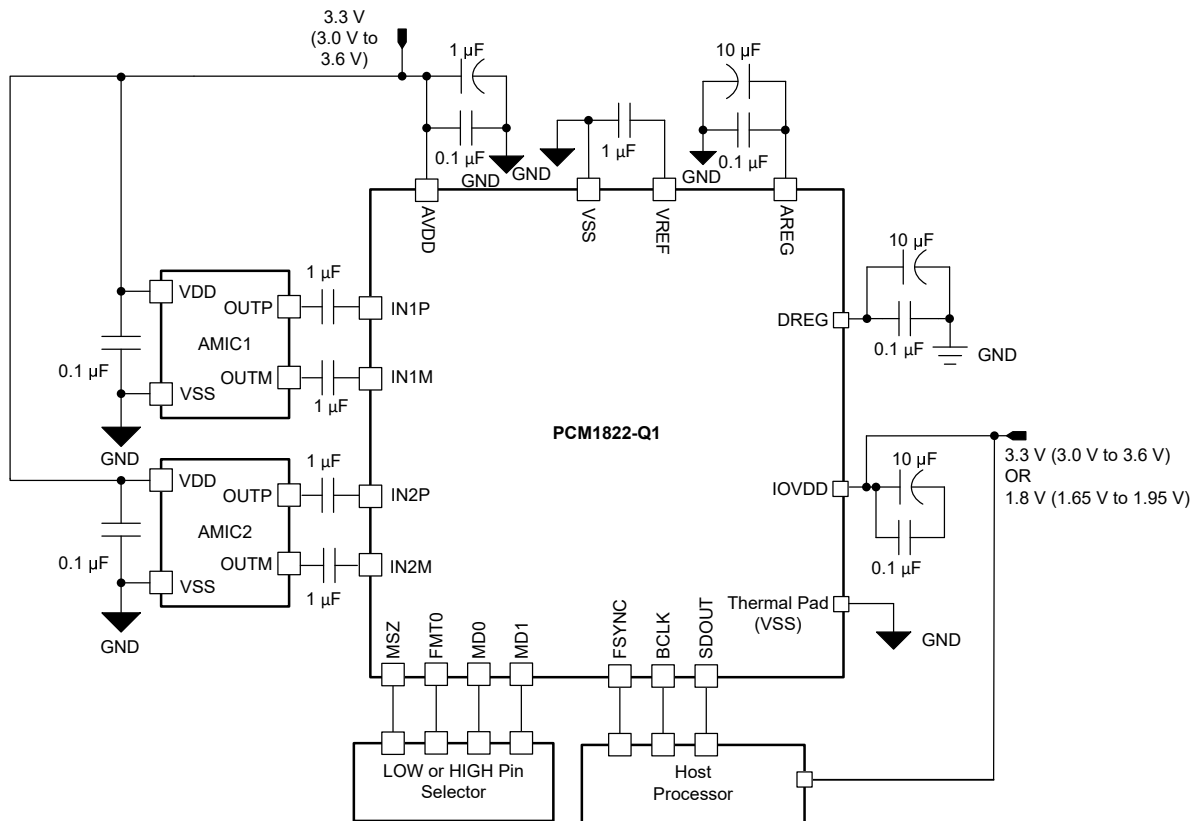 3.3 V
(3.0 V to
3.6 V)
1 µF
10 µF
0.1 µF
GND
GND
1 µF
GND
0.1 µF
AVDD
VSS
VREF
AREG
VDD
OUTP
AMIC1
OUTM
VSS
0.1 µF
GND
1 µF
1 µF
IN1P
IN1M
10 µF
DREG
0.1 µF
GND
PCM1822-Q1
VDD
OUTP
AMIC2
OUTM
VSS
0.1 µF
GND
1 µF
1 µF
IN2P
IN2M
3.3 V (3.0 V to 3.6 V)
OR
1.8 V (1.65 V to 1.95 V)
10 µF
IOVDD
0.1 µF
Thermal Pad
(VSS)
GND
MSZ
FMT0
MD0
MD1
FSYNC
BCLK
SDOUT
LOW or HIGH Pin
Selector
Host
Processor